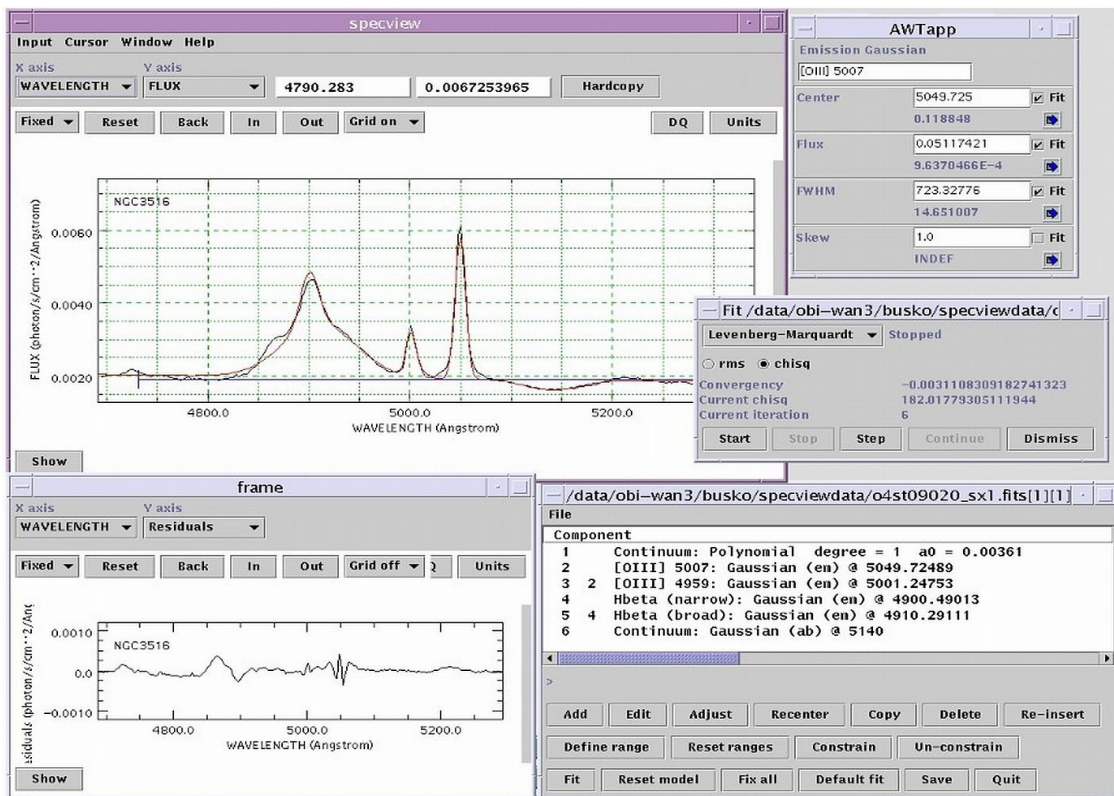 specview
Input Cursor Window Help
X axis Y axis
WAVELENGTH FLUX 4790.283 0.0067253965 Hardcopy
Fixed Reset Back In Out Grid on DQ Units
NGC3516
0.0060
0.0040
0.0020
FLUX (photon/s/cm**2/Angstrom)
4800.0 5000.0 5200.0
WAVELENGTH (Angstrom)
Show
AWTapp
Emission Gaussian
[OIII] 5007
Center 5049.725 Fit
0.118848
Flux 0.05117421 Fit
9.6370466E-4
FWHM 723.32776 Fit
14.651007
Skew 1.0 Fit
INDEF
Fit /data/obi-wan3/busko/specviewdata/c
Levenberg-Marquardt Stopped
rms chisq
Convergency -0.0031108309182741323
Current chisq 182.01779305111944
Current iteration 6
Start Stop Step Continue Dismiss
frame
X axis Y axis
WAVELENGTH Residuals
Fixed Reset Back In Out Grid off Units
0.0010
NGC3516
0.0
-0.0010
ssiduals (photon/s/cm**2/Ang
4800.0 5000.0 5200.0
WAVELENGTH (Angstrom)
Show
/data/obi-wan3/busko/specviewdata/o4st09020_sx1.fits[1][1]
File
Component
1 Continuum: Polynomial degree = 1 a0 = 0.00361
2 [OIII] 5007: Gaussian (em) @ 5049.72489
3 2 [OIII] 4959: Gaussian (em) @ 5001.24753
4 Hbeta (narrow): Gaussian (em) @ 4900.49013
5 4 Hbeta (broad): Gaussian (em) @ 4910.29111
6 Continuum: Gaussian (ab) @ 5140
>
Add Edit Adjust Recenter Copy Delete Re-insert
Define range Reset ranges Constrain Un-constrain
Fit Reset model Fix all Default fit Save Quit